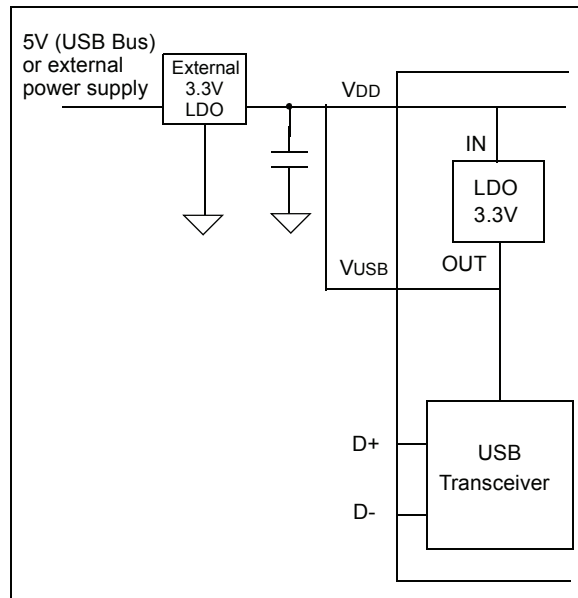 5V (USB Bus)
or external
power supply
External
3.3V
LDO
VDD
IN
LDO
3.3V
OUT
VUSB
D+
D-
USB
Transceiver